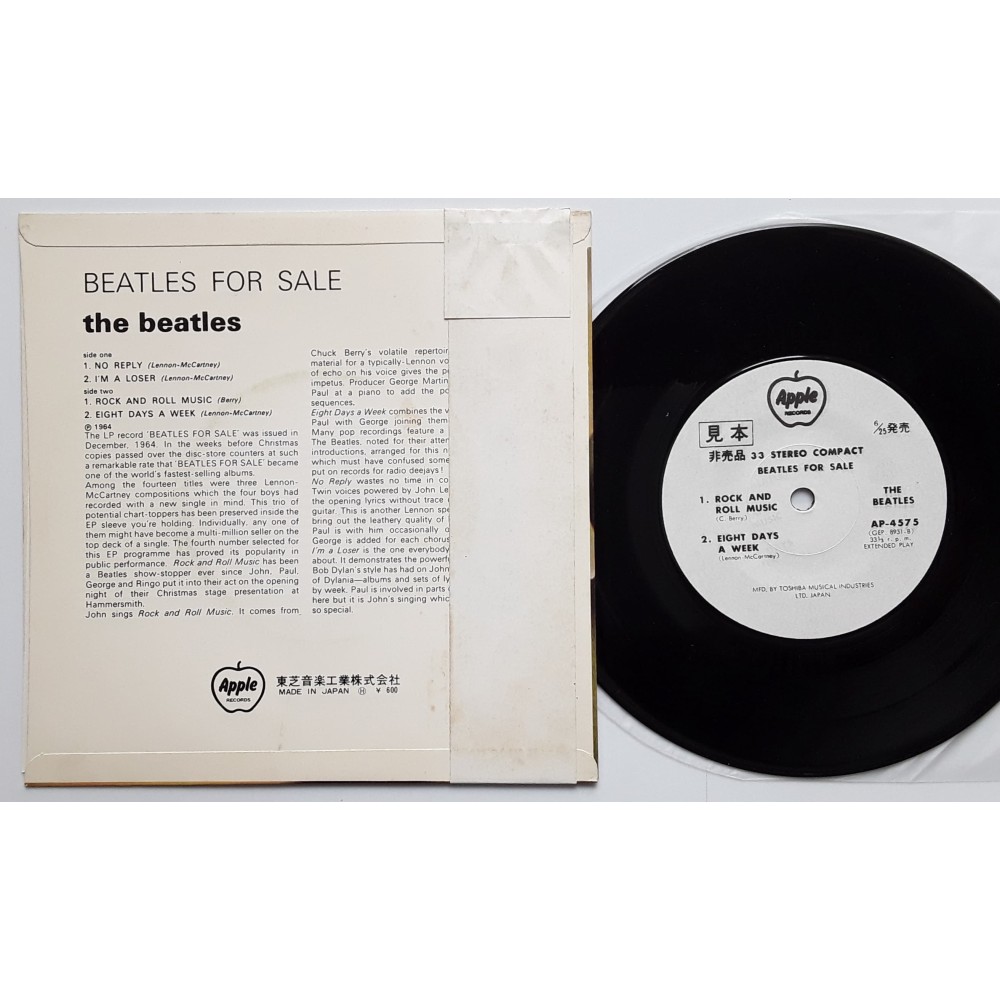 BEATLES FOR SALE
the beatles
side one
1. NO REPLY (Lennon-McCartney)
2. I'M A LOSER (Lennon-McCartney)
side two
1. ROCK AND ROLL MUSIC (Berry)
2. EIGHT DAYS A WEEK (Lennon-McCartney)
℗ 1964
The LP record 'BEATLES FOR SALE' was issued in
December, 1964. In the weeks before Christmas
copies passed over the disc-store counters at such
a remarkable rate that 'BEATLES FOR SALE' became
one of the world's fastest-selling albums.
Among the fourteen titles were three Lennon-
McCartney compositions which the four boys had
recorded with a new single in mind. This trio of
potential chart-toppers has been preserved inside the
EP sleeve you're holding. Individually, any one of
them might have become a multi-million seller on the
top deck of a single. The fourth number selected for
this EP programme has proved its popularity in
public performance. Rock and Roll Music has been
a Beatles show-stopper ever since John, Paul,
George and Ringo put it into their act on the opening
night of their Christmas stage presentation at
Hammersmith.
John sings Rock and Roll Music. It comes from
Chuck Berry's volatile repertoir
material for a typically-Lennon vo
of echo on his voice gives the p
impetus. Producer George Martin
Paul at a piano to add the po
sequences.
Eight Days a Week combines the v
Paul with George joining them
Many pop recordings feature a
The Beatles, noted for their atten
introductions, arranged for this n
which must have confused some
put on records for radio deejays!
No Reply wastes no time in co
Twin voices powered by John Le
the opening lyrics without trace
guitar. This is another Lennon spe
bring out the leathery quality of
Paul is with him occasionally
George is added for each chorus
I'm a Loser is the one everybody
about. It demonstrates the powerf
Bob Dylan's style has had on John
of Dylania—albums and sets of ly
by week. Paul is involved in parts
here but it is John's singing whic
so special.
Apple
RECORDS
東芝音楽工業株式会社
MADE IN JAPAN Ⓗ ¥ 600
Apple
RECORDS
見本
6/25発売
非売品 33 STEREO COMPACT
BEATLES FOR SALE
1. ROCK AND
ROLL MUSIC
(C. Berry)
2. EIGHT DAYS
A WEEK
(Lennon McCartney)
THE
BEATLES
AP-4575
(GEP 8931-B)
33⅓ r. p. m.
EXTENDED PLAY
MFD. BY TOSHIBA MUSICAL INDUSTRIES
LTD. JAPAN